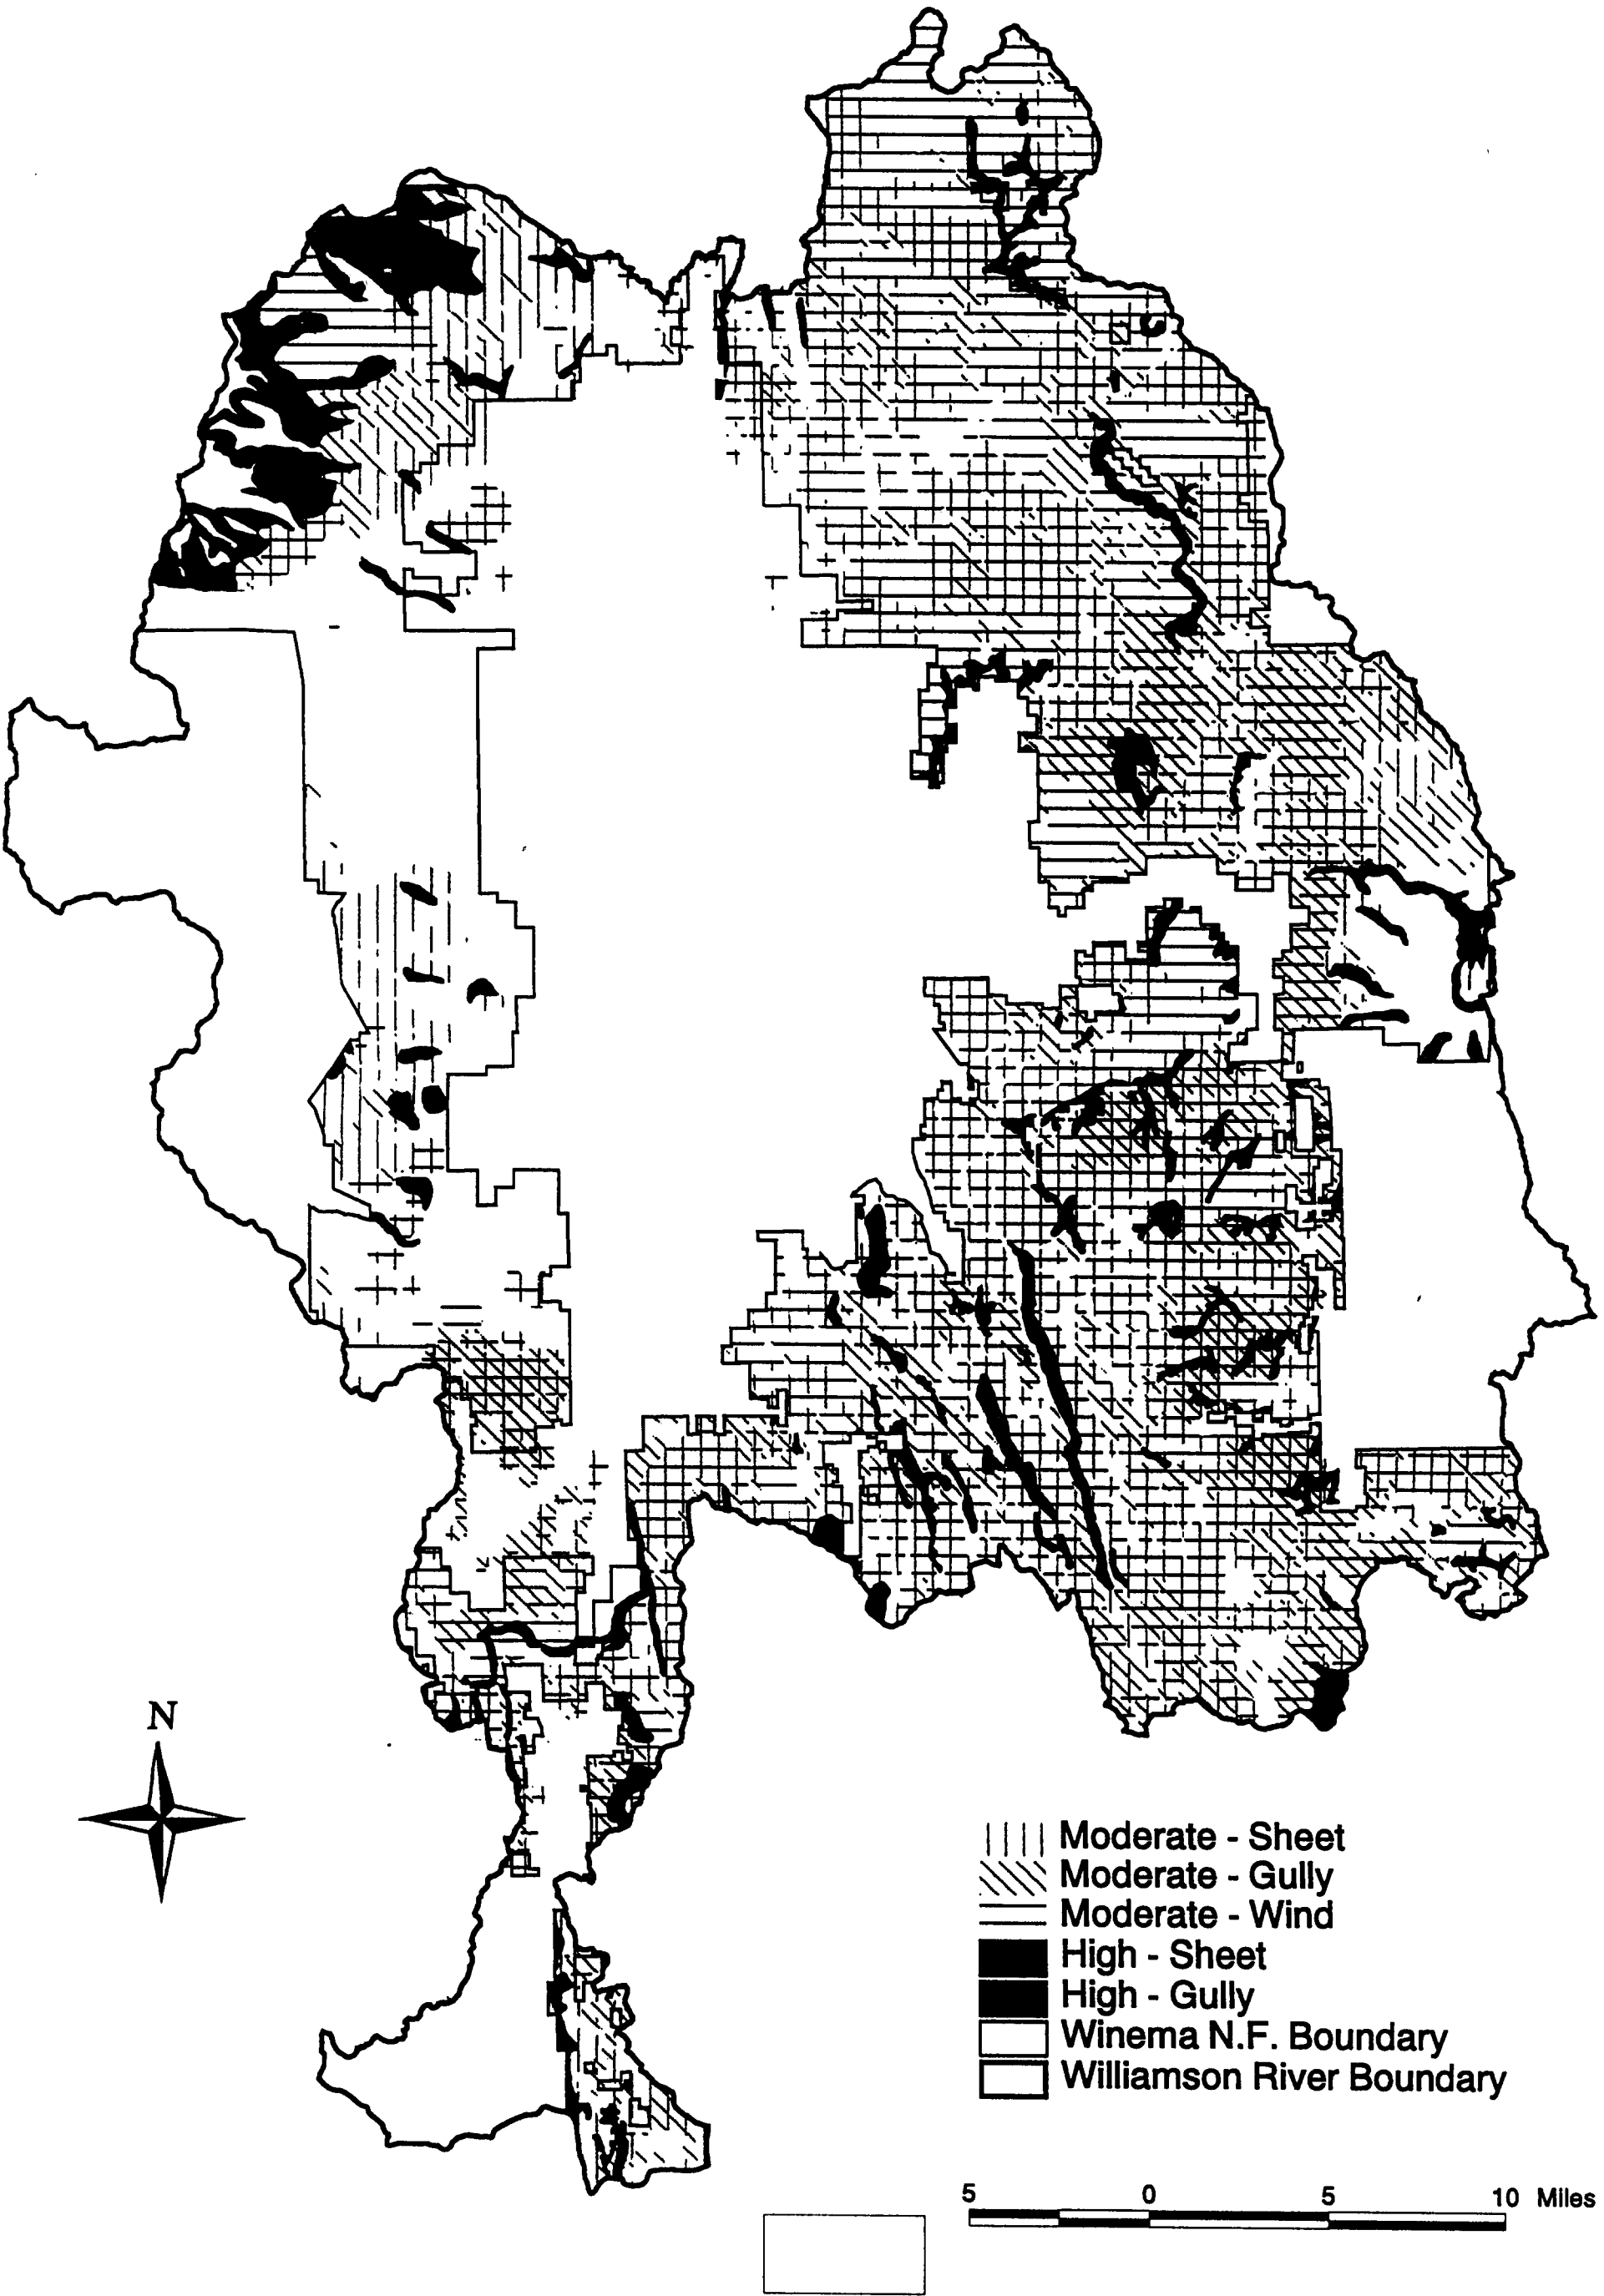 N
Moderate - Sheet
Moderate - Gully
Moderate - Wind
High - Sheet
High - Gully
Winema N.F. Boundary
Williamson River Boundary
5 0 5 10 Miles